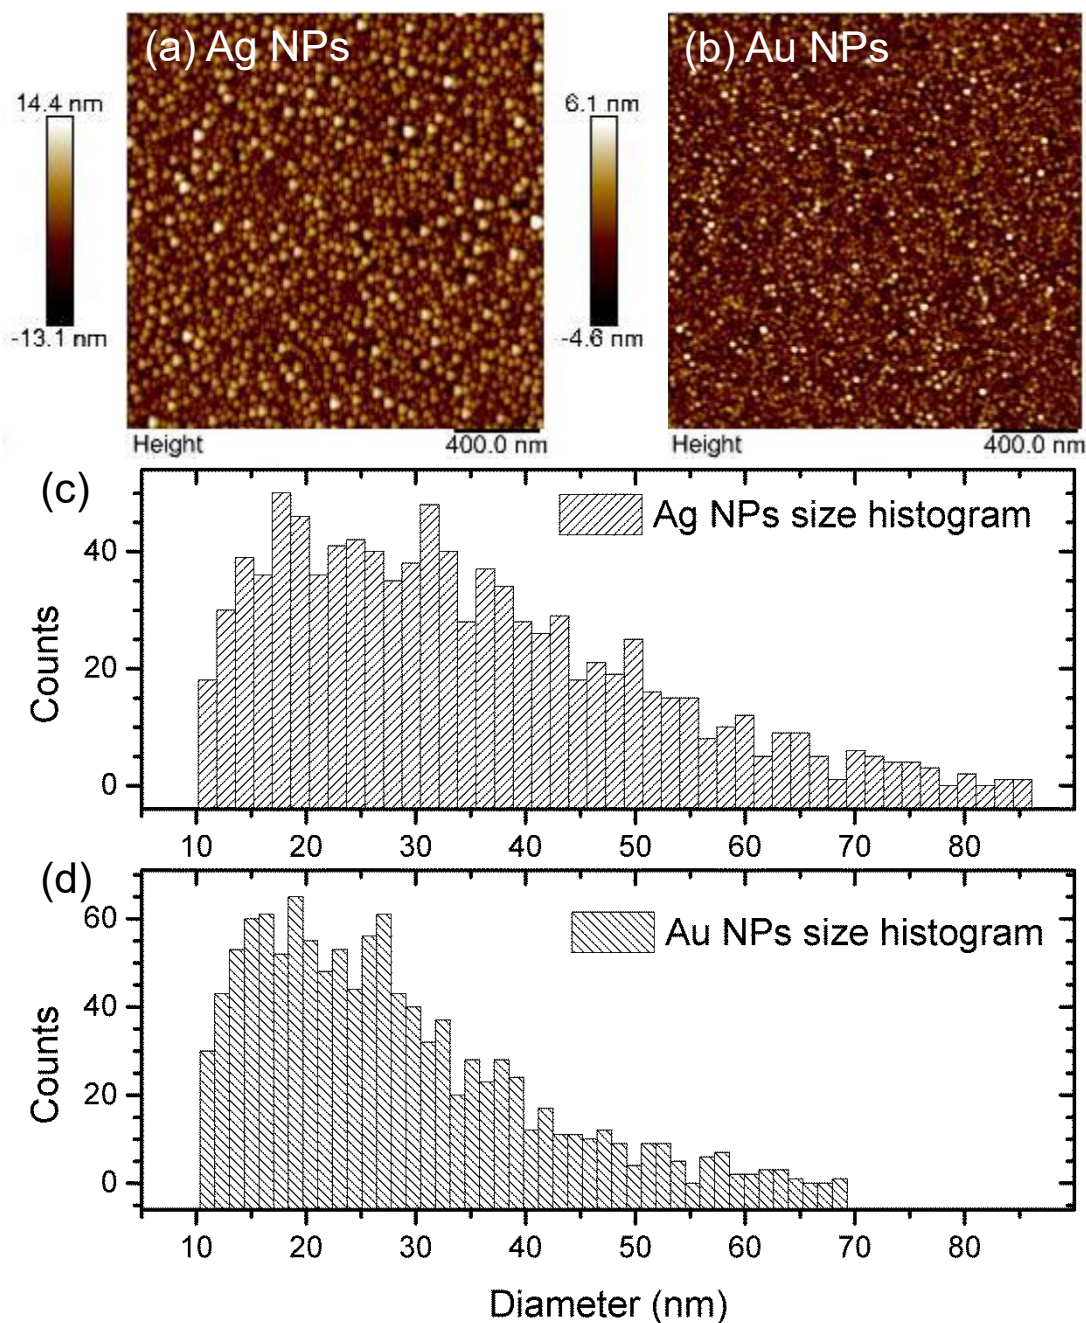 (a) Ag NPs
14.4 nm
-13.1 nm
Height
400.0 nm
(b) Au NPs
6.1 nm
-4.6 nm
Height
400.0 nm
(c)
Ag NPs size histogram
Counts
40
20
0
10 20 30 40 50 60 70 80
(d)
Au NPs size histogram
Counts
60
40
20
0
10 20 30 40 50 60 70 80
Diameter (nm)